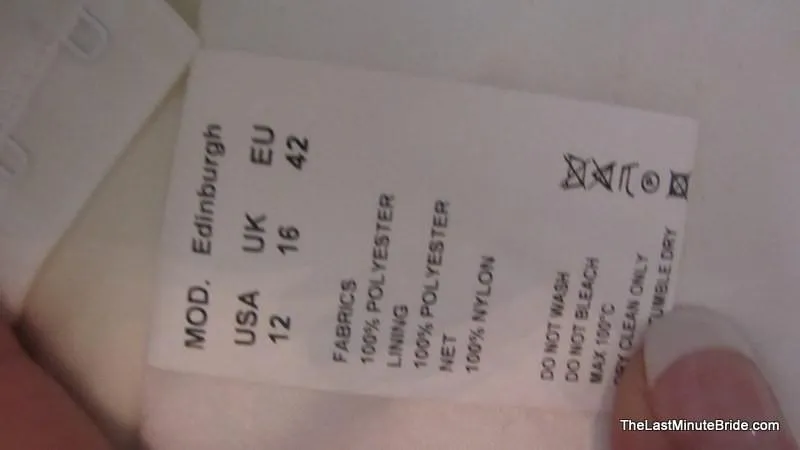 MOD. Edinburgh
USA UK EU
12 16 42
FABRICS
100% POLYESTER
LINING
100% POLYESTER
NET
100% NYLON
DO NOT WASH
DO NOT BLEACH
MAX 100°C
DRY CLEAN ONLY
TUMBLE DRY
TheLastMinuteBride.com